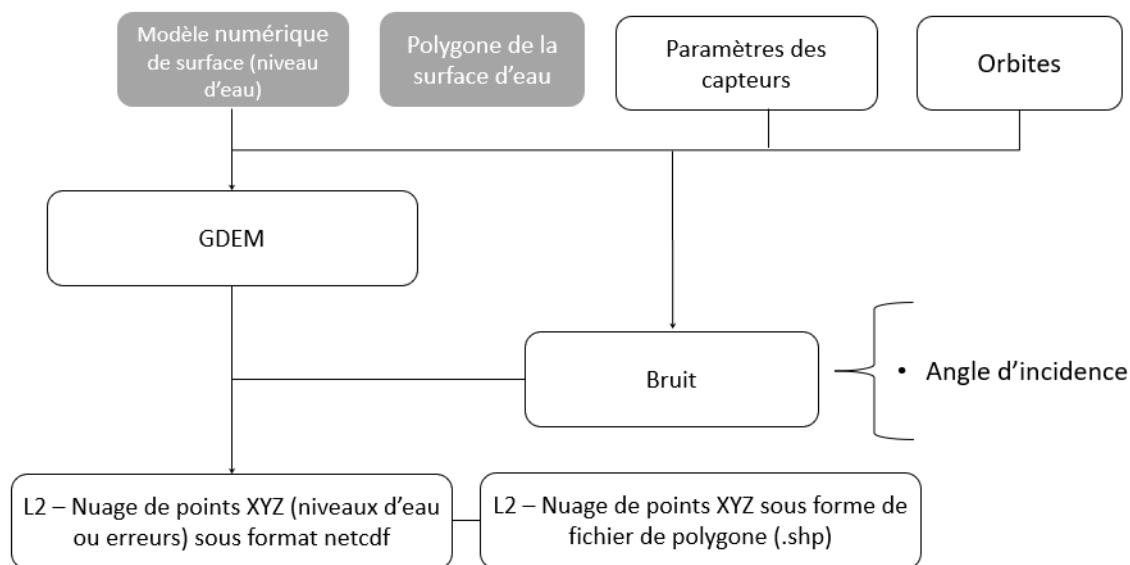 Modèle numérique
de surface (niveau
d'eau)
Polygone de la
surface d'eau
Paramètres des
capteurs
Orbites
GDEM
Bruit
• Angle d'incidence
L2 – Nuage de points XYZ (niveaux d'eau
ou erreurs) sous format netcdf
L2 – Nuage de points XYZ sous forme de
fichier de polygone (.shp)